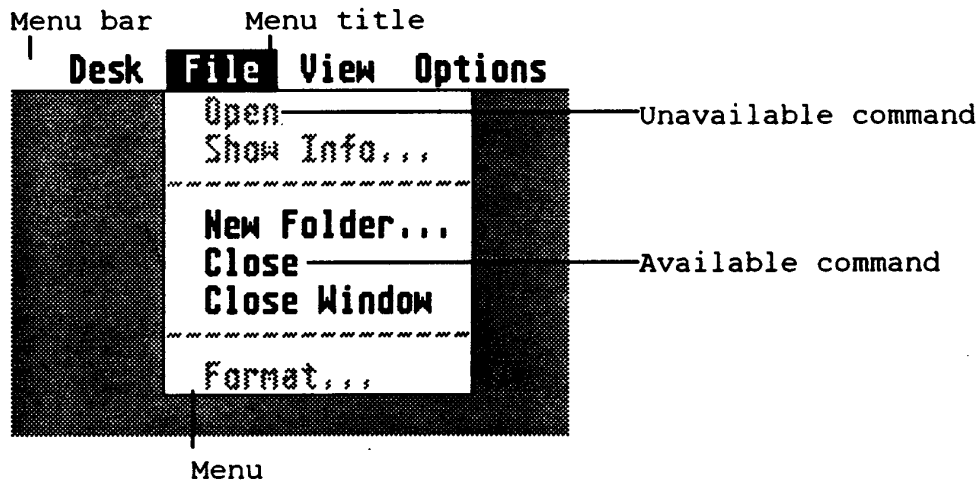 Menu bar Menu title
Desk File View Options
Open Unavailable command
Show Info...
New Folder...
Close Available command
Close Window
Format...
Menu